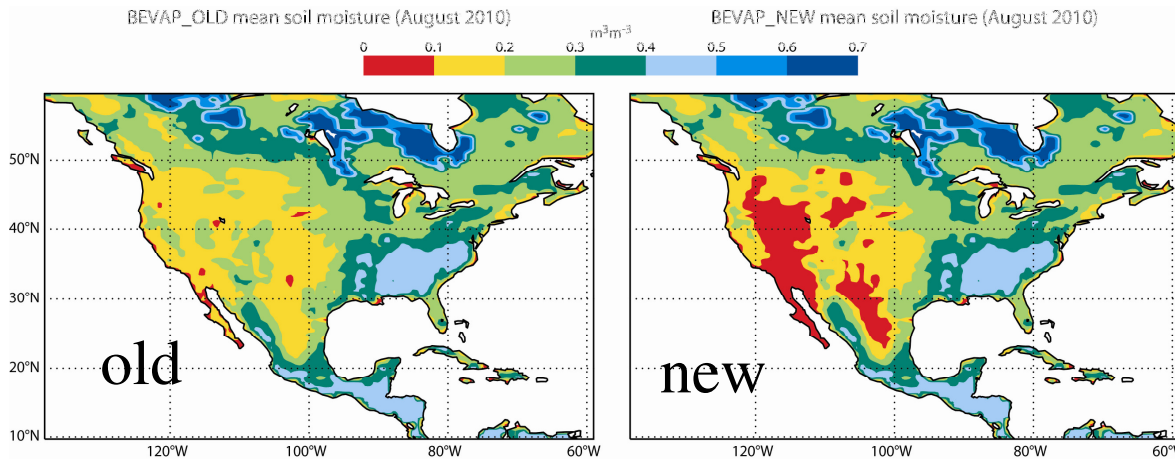 BEVAP_OLD mean soil moisture (August 2010)
BEVAP_NEW mean soil moisture (August 2010)
m³m⁻³
0 0.1 0.2 0.3 0.4 0.5 0.6 0.7
50°N
40°N
30°N
20°N
10°N
old
new
120°W 100°W 80°W 60°W
120°W 100°W 80°W 60°W